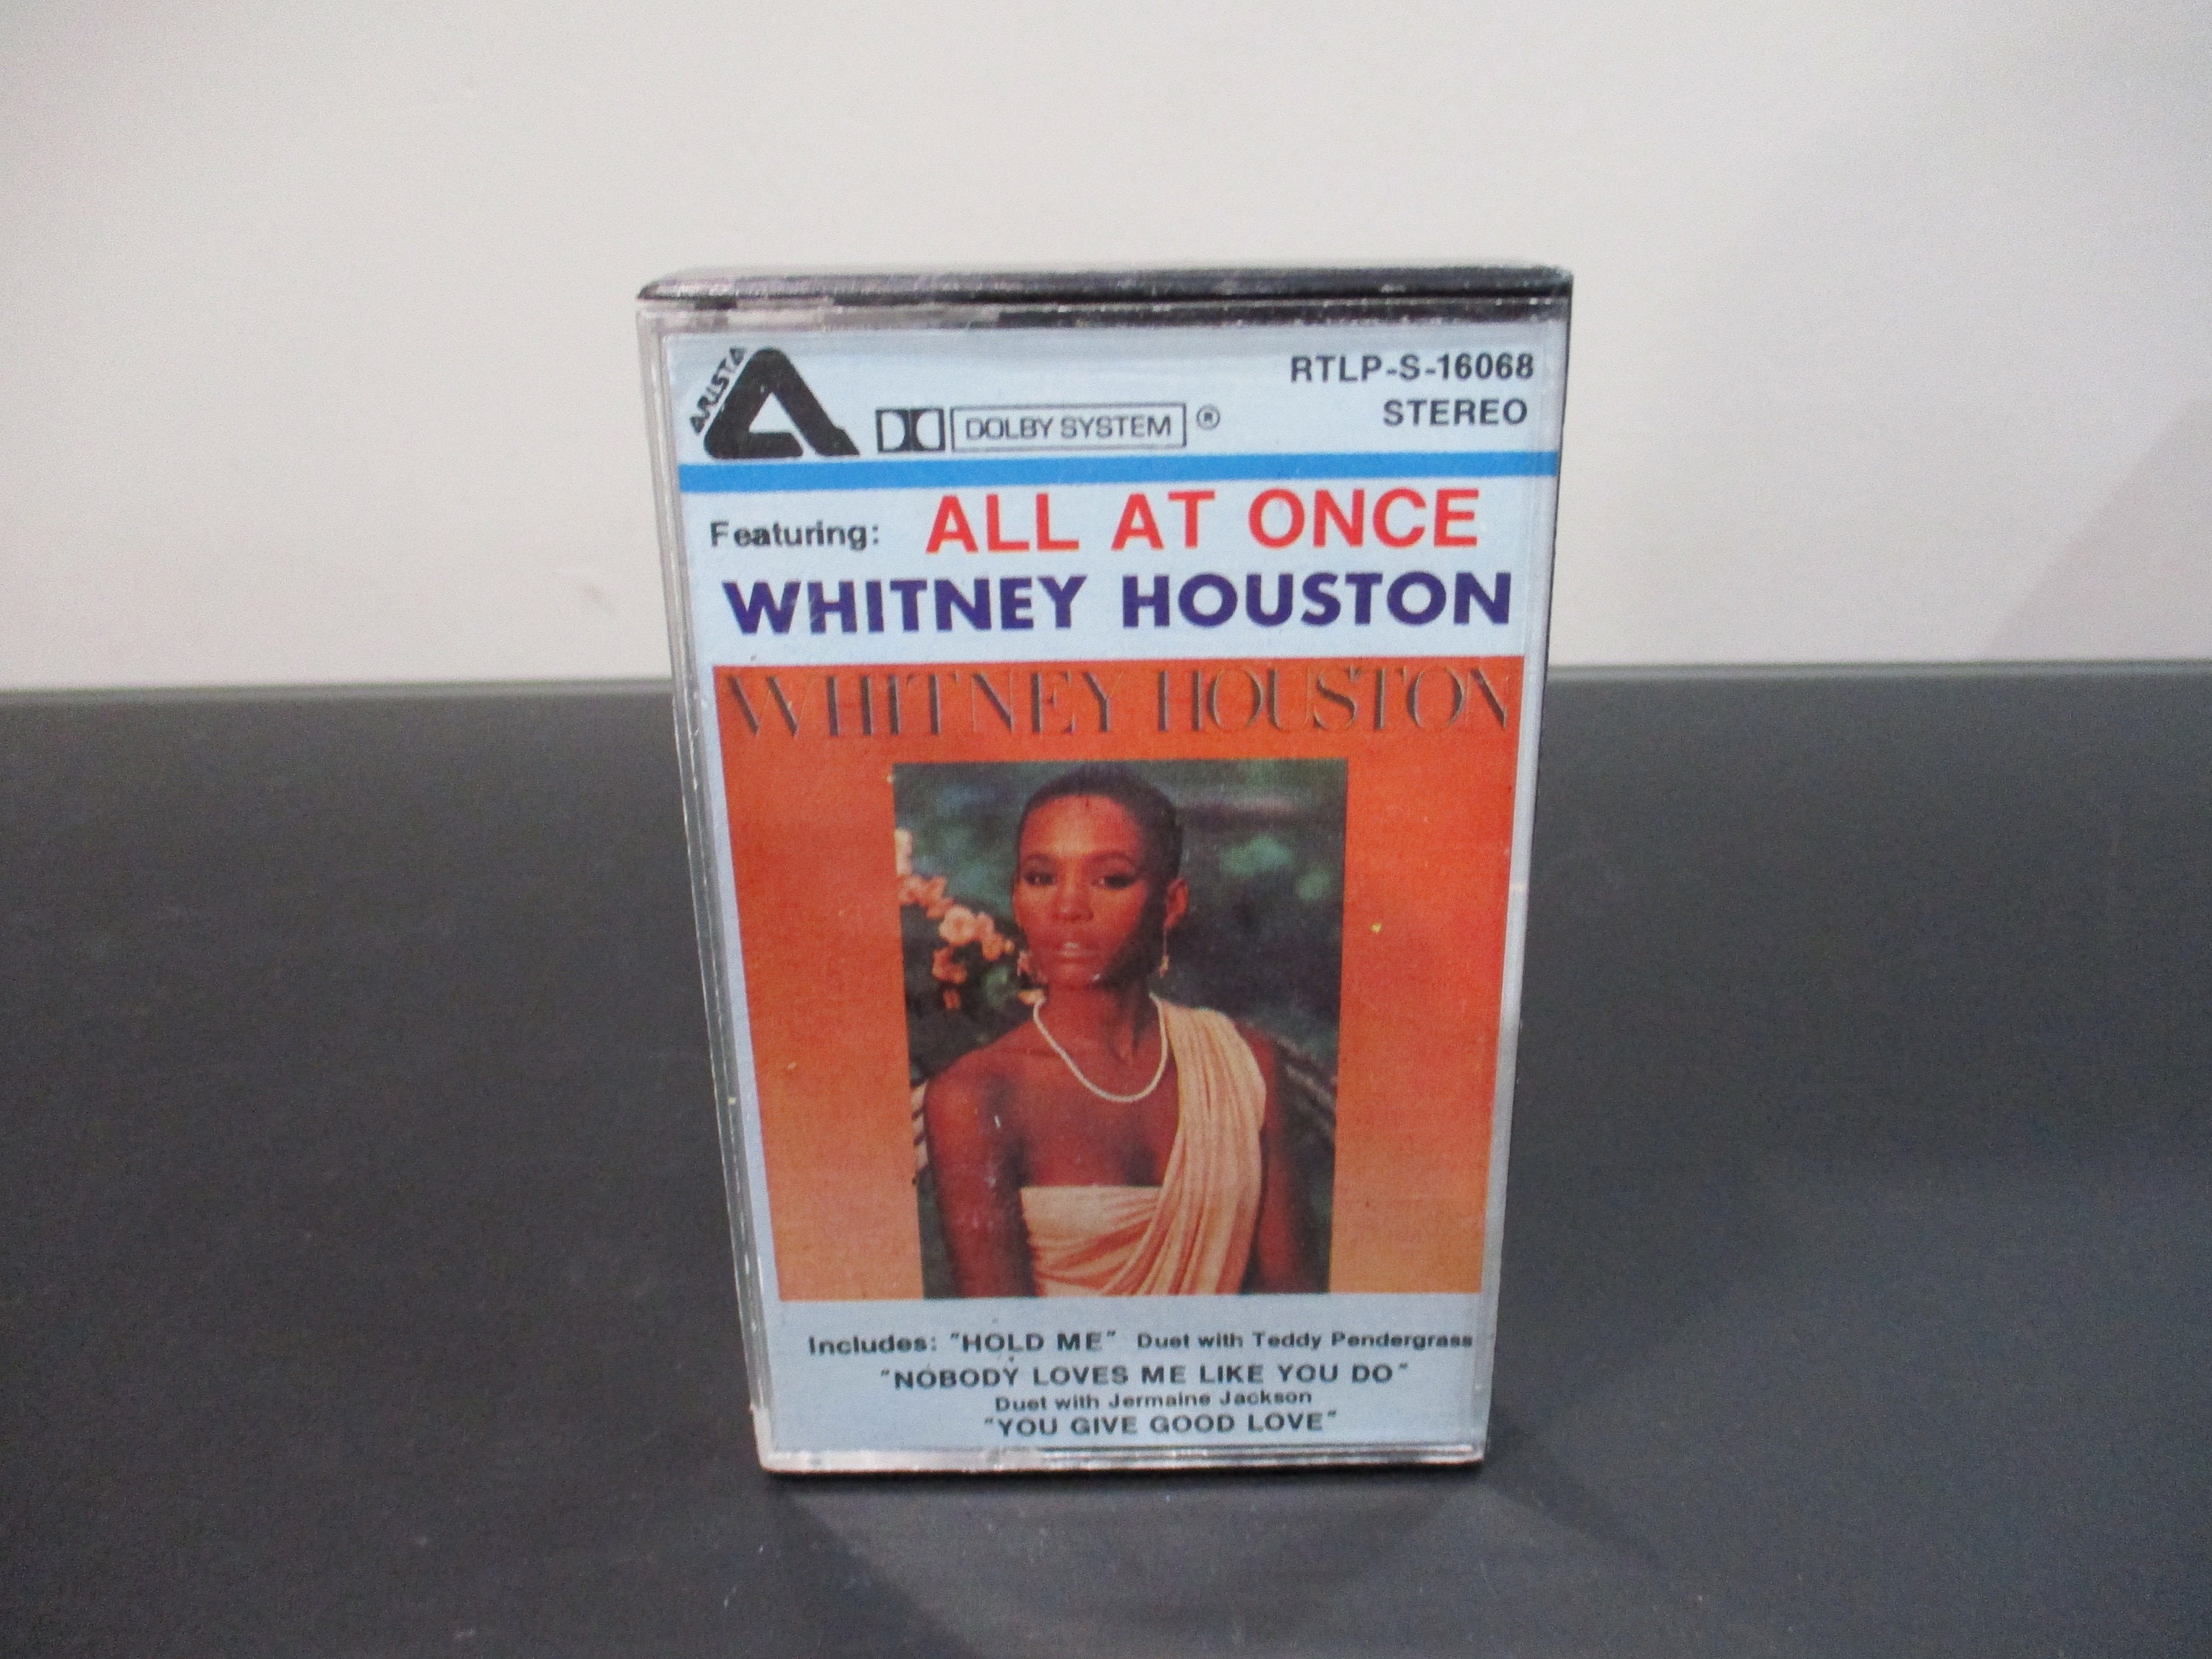 ARISTA
DOLBY SYSTEM ®
RTLP-S-16068
STEREO
Featuring: ALL AT ONCE
WHITNEY HOUSTON
WHITNEY HOUSTON
Includes: "HOLD ME" Duet with Teddy Pendergrass
"NOBODY LOVES ME LIKE YOU DO"
Duet with Jermaine Jackson
"YOU GIVE GOOD LOVE"